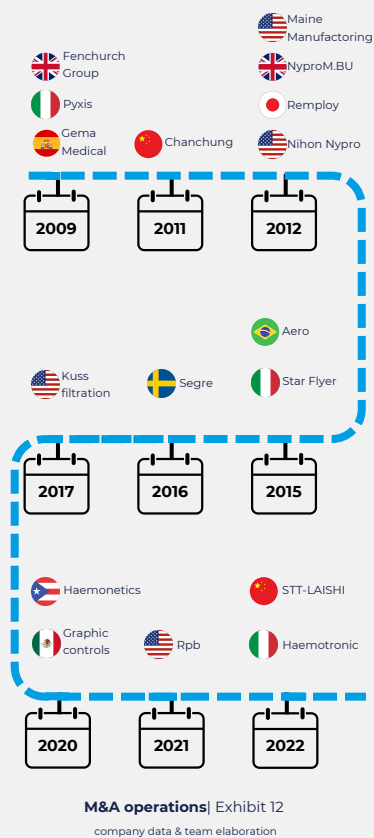 Maine
Manufacturing
Fenchurch
Group
NyproM.BU
Pyxis
Remploy
Gema
Medical
Chanchung
Nihon Nypro
2009
2011
2012
Aero
Kuss
filtration
Segre
Star Flyer
2017
2016
2015
Haemonetics
STT-LAISHI
Graphic
controls
Rpb
Haemotronic
2020
2021
2022
M&A operations| Exhibit 12
company data & team elaboration